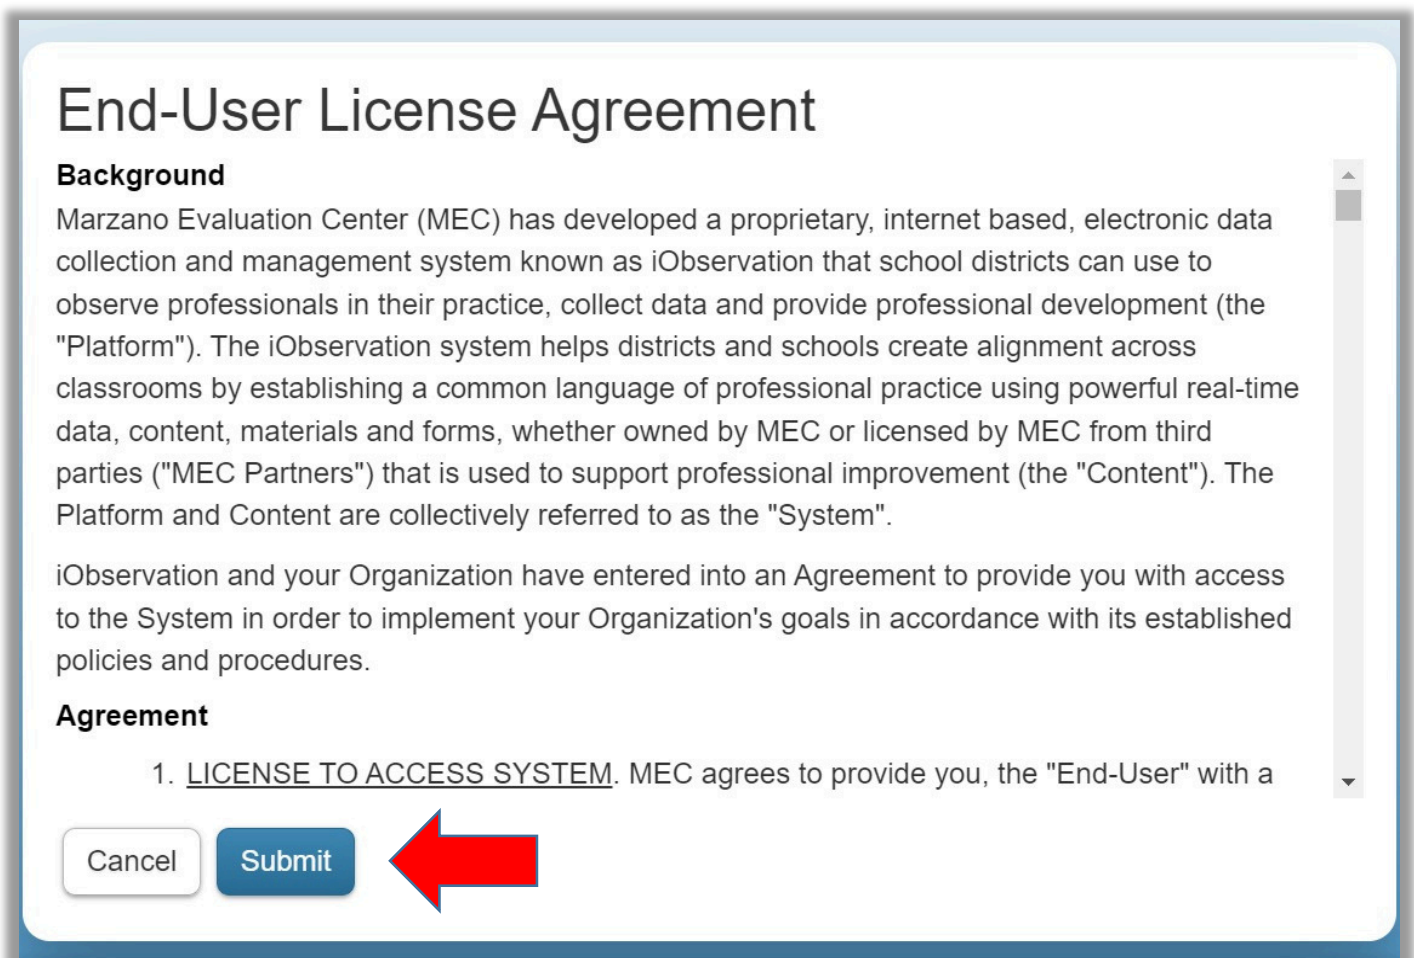 End-User License Agreement
Background
Marzano Evaluation Center (MEC) has developed a proprietary, internet based, electronic data
collection and management system known as iObservation that school districts can use to
observe professionals in their practice, collect data and provide professional development (the
"Platform"). The iObservation system helps districts and schools create alignment across
classrooms by establishing a common language of professional practice using powerful real-time
data, content, materials and forms, whether owned by MEC or licensed by MEC from third
parties ("MEC Partners") that is used to support professional improvement (the "Content"). The
Platform and Content are collectively referred to as the "System".
iObservation and your Organization have entered into an Agreement to provide you with access
to the System in order to implement your Organization's goals in accordance with its established
policies and procedures.
Agreement
1. LICENSE TO ACCESS SYSTEM. MEC agrees to provide you, the "End-User" with a
Cancel Submit